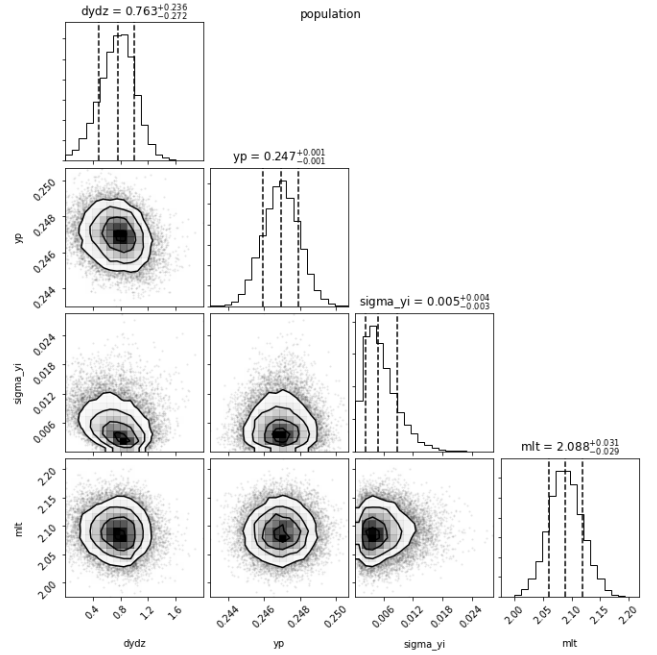 population
dydz = 0.763+0.236−0.272
yp = 0.247+0.001−0.001
sigma_yi = 0.005+0.004−0.003
mlt = 2.088+0.031−0.029
yp
0.250
0.248
0.246
0.244
sigma_yi
0.024
0.018
0.012
0.006
mlt
2.20
2.15
2.10
2.05
2.00
0.4 0.8 1.2 1.6
dydz
0.244 0.246 0.248 0.250
yp
0.006 0.012 0.018 0.024
sigma_yi
2.00 2.05 2.10 2.15 2.20
mlt